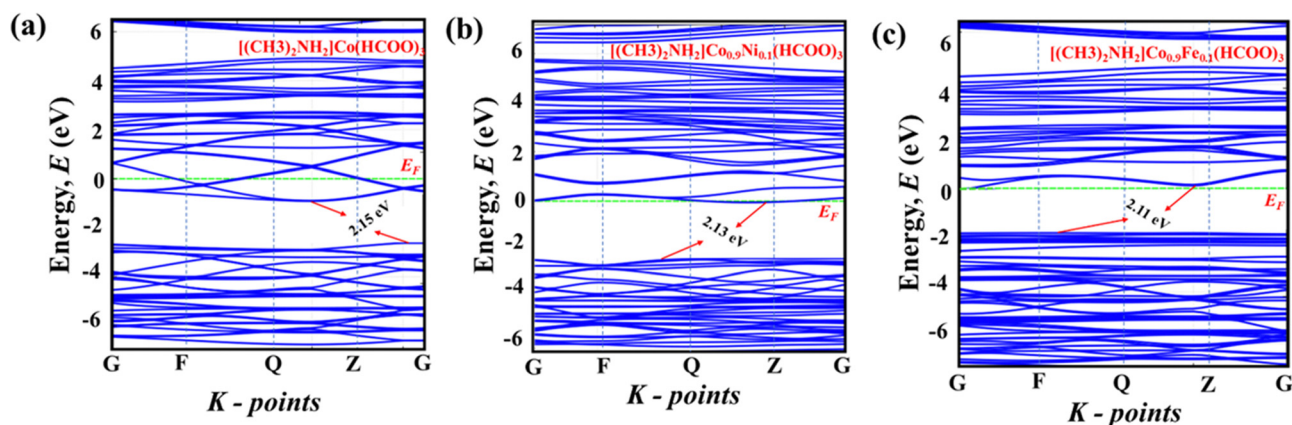 (a)
[(CH3)₂NH₂]Co(HCOO)₃
Energy, E (eV)
6
4
2
0
-2
-4
-6
E_F
2.15 eV
G F Q Z G
K - points
(b)
[(CH3)₂NH₂]Co₀.₉Ni₀.₁(HCOO)₃
Energy, E (eV)
6
4
2
0
-2
-4
-6
E_F
2.13 eV
G F Q Z G
K - points
(c)
[(CH3)₂NH₂]Co₀.₉Fe₀.₁(HCOO)₃
Energy, E (eV)
6
4
2
0
-2
-4
-6
E_F
2.11 eV
G F Q Z G
K - points